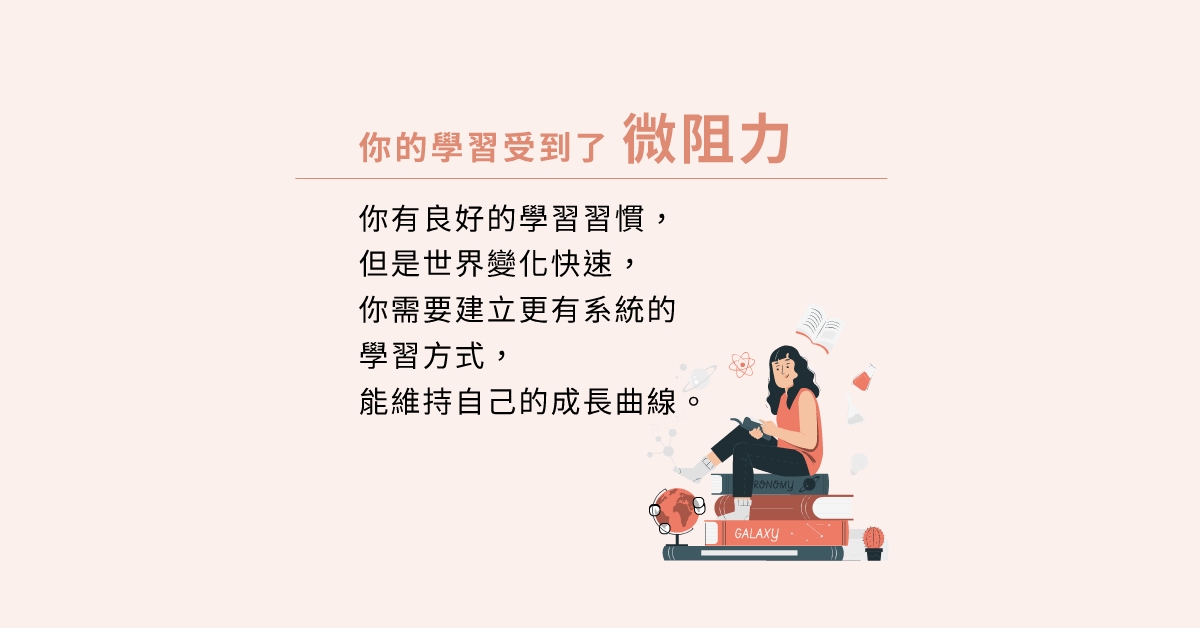 你的學習受到了 微阻力
你有良好的學習習慣，
但是世界變化快速，
你需要建立更有系統的
學習方式，
能維持自己的成長曲線。
RONOMY
GALAXY